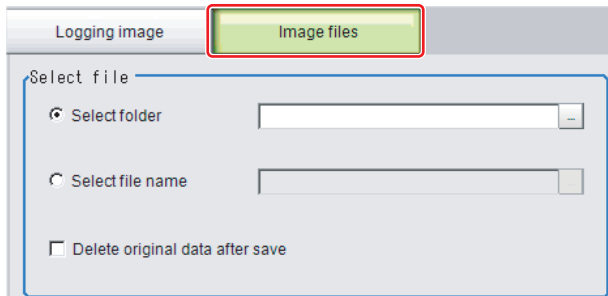 Logging image
Image files
Select file
Select folder
...
Select file name
Delete original data after save